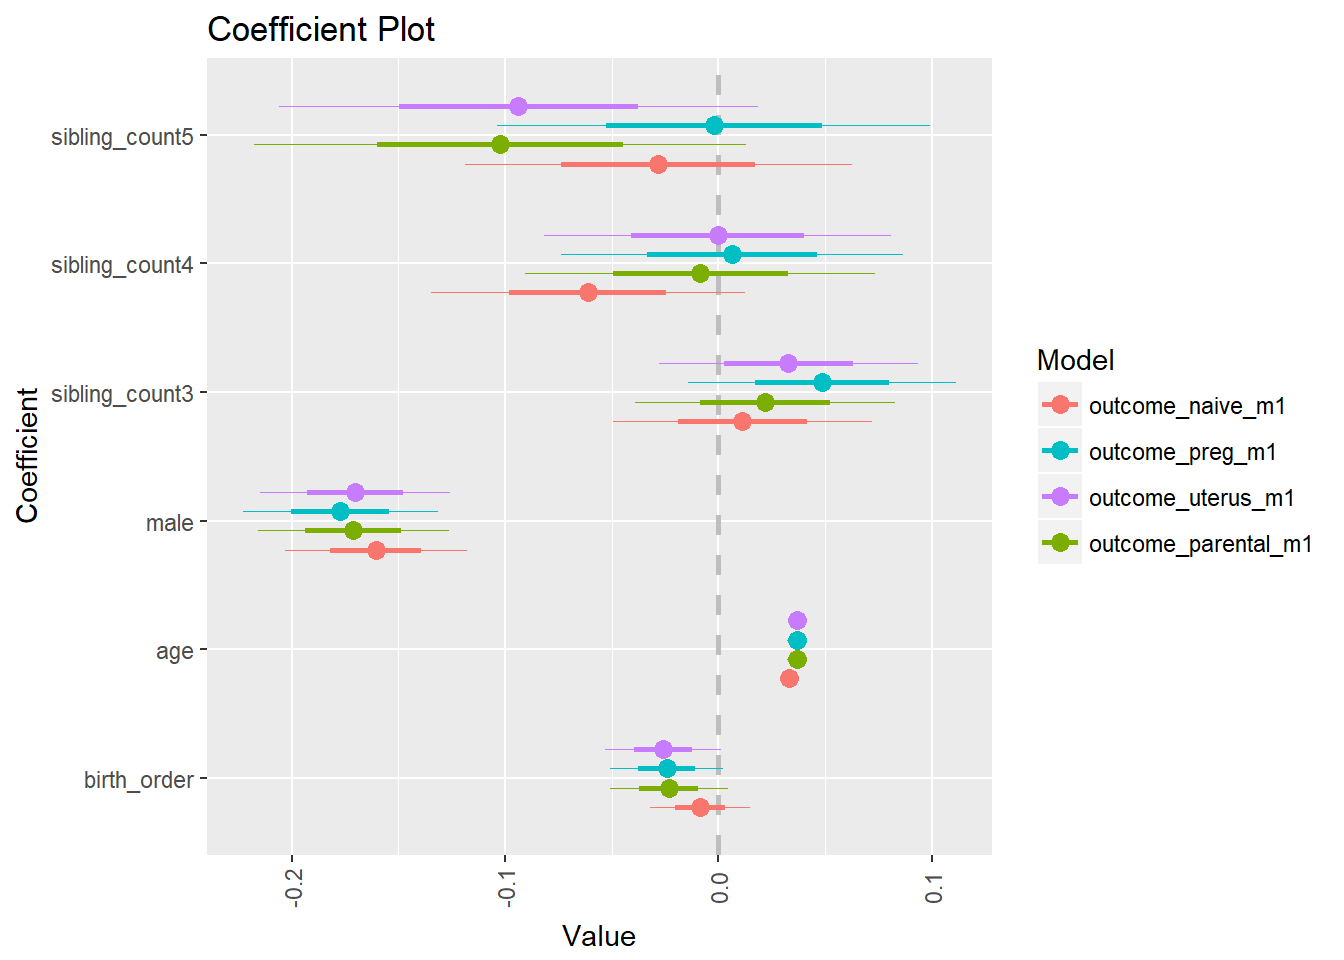 Coefficient Plot
sibling_count5
sibling_count4
sibling_count3
male
age
birth_order
Coefficient
-0.2
-0.1
0.0
0.1
Value
Model
outcome_naive_m1
outcome_preg_m1
outcome_uterus_m1
outcome_parental_m1